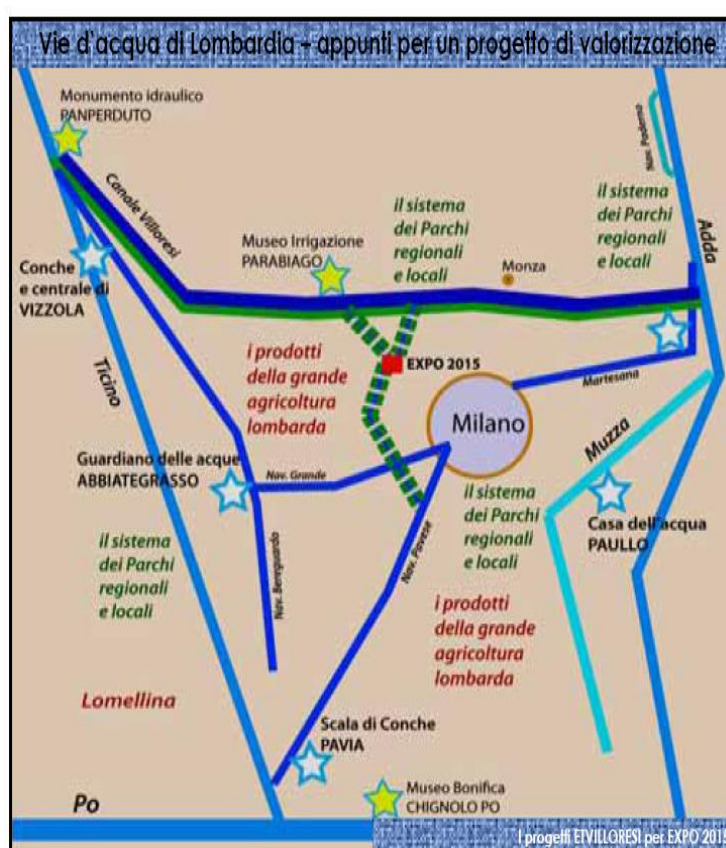 Vie d'acqua di Lombardia – appunti per un progetto di valorizzazione
Monumento idraulico
PANPERDUTO
Nav. Paderno
Canale Villoresi
il sistema
dei Parchi
regionali
e locali
il sistema
dei Parchi
regionali
e locali
Adda
Museo Irrigazione
PARABIAGO
Monza
Conche
e centrale di
VIZZOLA
Ticino
i prodotti
della grande
agricoltura
lombarda
EXPO 2015
Martesana
Milano
Muzza
Guardiano delle acque
ABBIATEGRASSO
Nav. Grande
il sistema
dei Parchi
regionali
e locali
Casa dell'acqua
PAULLO
il sistema
dei Parchi
regionali
e locali
Nav. Bereguardo
Nav. Pavese
i prodotti
della grande
agricoltura
lombarda
Lomellina
Scala di Conche
PAVIA
Po
Museo Bonifica
CHIGNOLO PO
I progetti ETVILLORESI per EXPO 2015